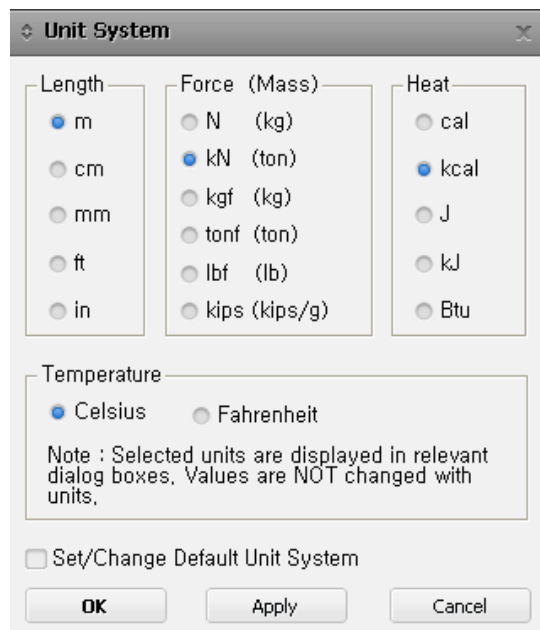 Unit System
Length
m
cm
mm
ft
in
Force (Mass)
N (kg)
kN (ton)
kgf (kg)
tonf (ton)
lbf (lb)
kips (kips/g)
Heat
cal
kcal
J
kJ
Btu
Temperature
Celsius Fahrenheit
Note : Selected units are displayed in relevant
dialog boxes, Values are NOT changed with
units,
Set/Change Default Unit System
OK Apply Cancel